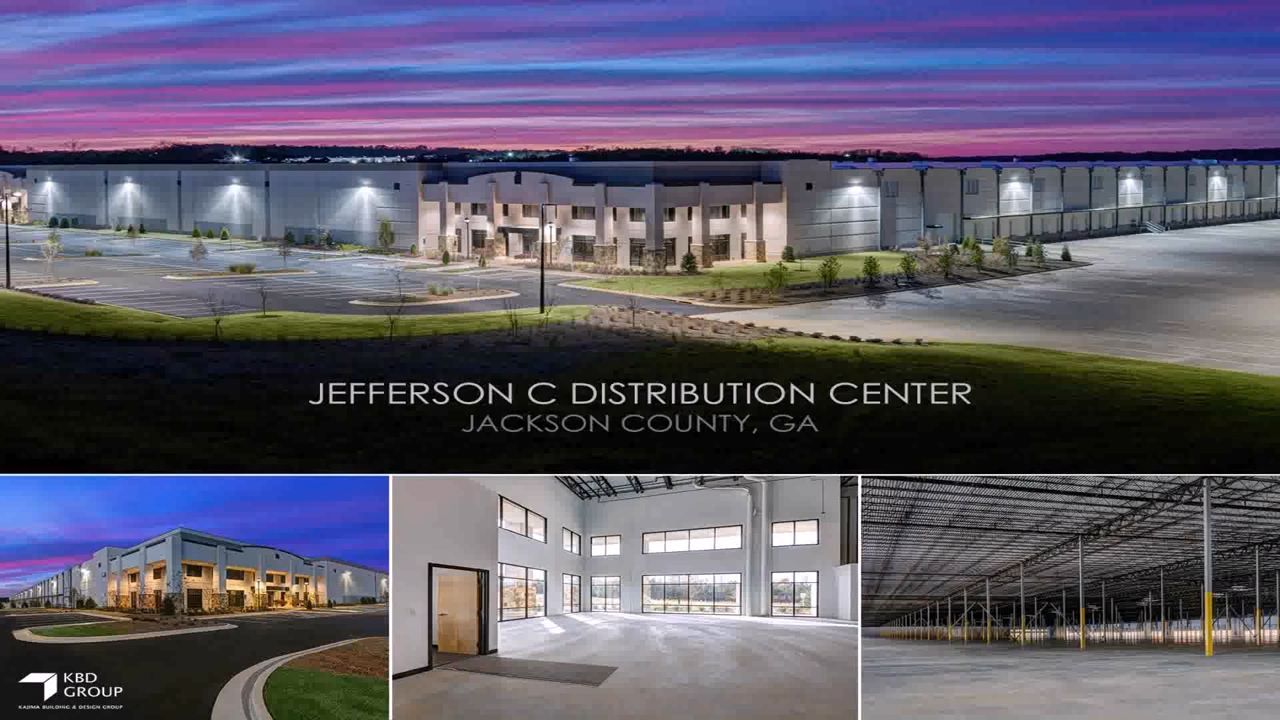 JEFFERSON C DISTRIBUTION CENTER
JACKSON COUNTY, GA
KBD
GROUP
KAJIMA BUILDING & DESIGN GROUP